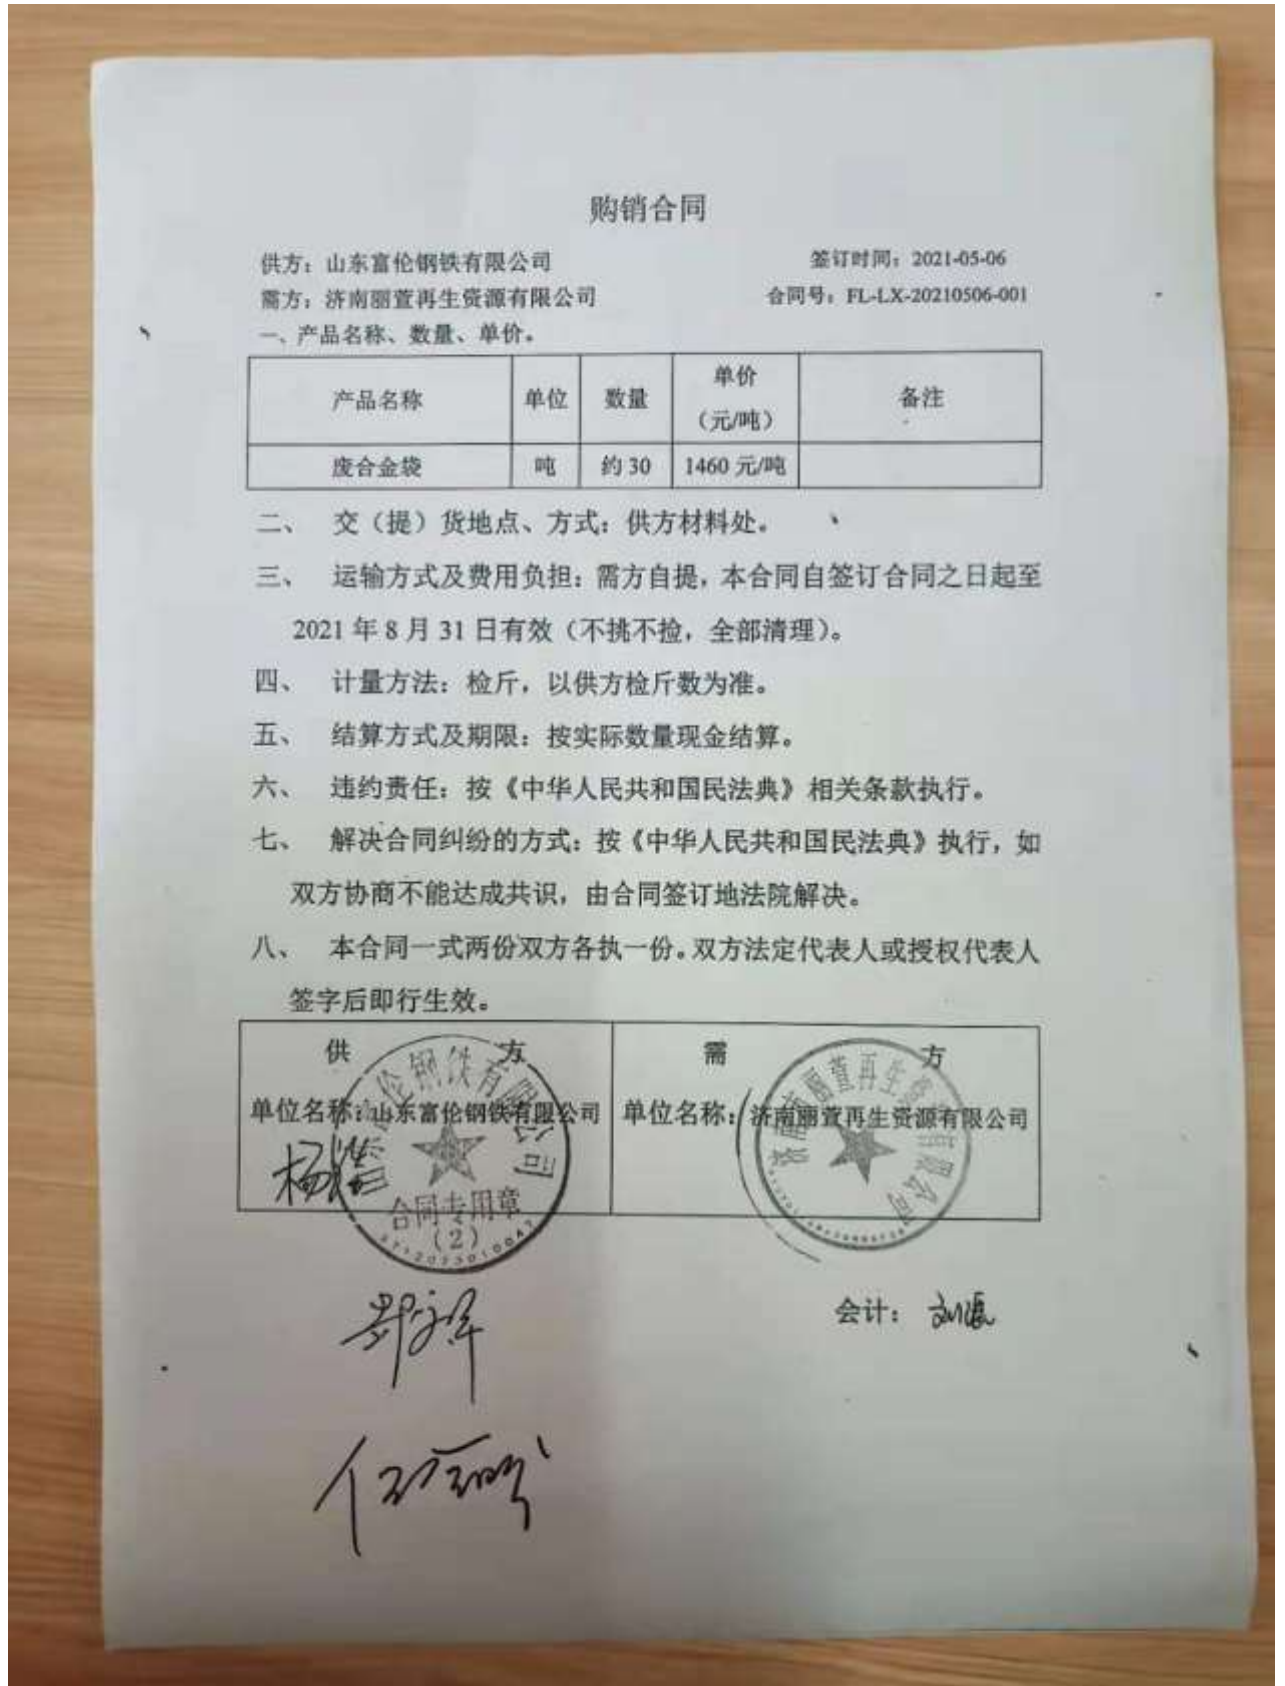 购销合同
供方：山东富伦钢铁有限公司 签订时间：2021-05-06
需方：济南丽萱再生资源有限公司 合同号：FL-LX-20210506-001
一、产品名称、数量、单价。
产品名称 单位 数量 单价（元/吨） 备注
废合金袋 吨 约30 1460元/吨
二、 交（提）货地点、方式：供方材料处。
三、 运输方式及费用负担：需方自提，本合同自签订合同之日起至
2021年8月31日有效（不挑不捡，全部清理）。
四、 计量方法：检斤，以供方检斤数为准。
五、 结算方式及期限：按实际数量现金结算。
六、 违约责任：按《中华人民共和国民法典》相关条款执行。
七、 解决合同纠纷的方式：按《中华人民共和国民法典》执行，如
双方协商不能达成共识，由合同签订地法院解决。
八、 本合同一式两份双方各执一份。双方法定代表人或授权代表人
签字后即行生效。
供 方 需 方
单位名称：山东富伦钢铁有限公司 单位名称：济南丽萱再生资源有限公司
合同专用章
（2）
济南丽萱再生资源有限公司
会计：